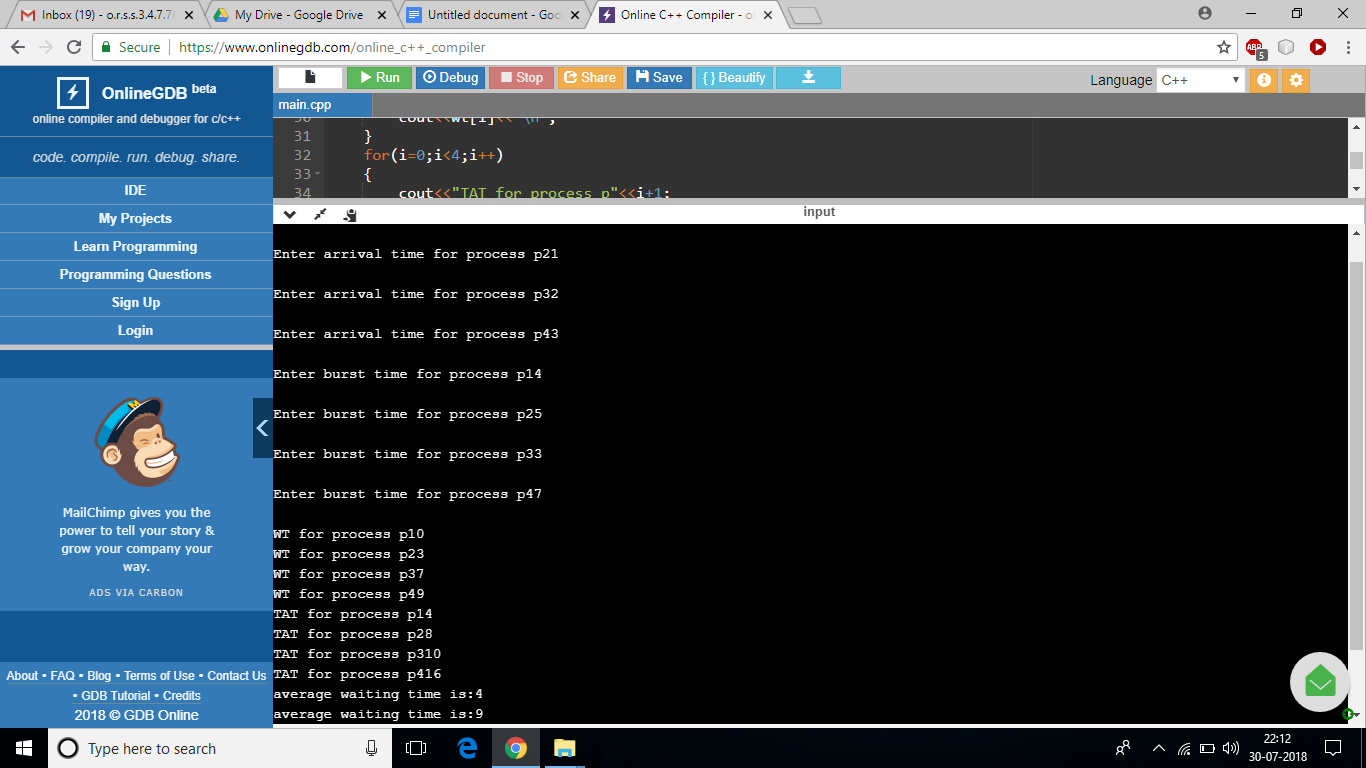 Inbox (19) - o.r.s.s.3.4.7.7
My Drive - Google Drive
Untitled document - Goo
Online C++ Compiler - o
Secure
https://www.onlinegdb.com/online_c++_compiler
ABP
5
OnlineGDB beta
online compiler and debugger for c/c++
code. compile. run. debug. share.
IDE
My Projects
Learn Programming
Programming Questions
Sign Up
Login
MailChimp gives you the
power to tell your story &
grow your company your
way.
ADS VIA CARBON
About • FAQ • Blog • Terms of Use • Contact Us
• GDB Tutorial • Credits
2018 © GDB Online
Run Debug Stop Share Save { } Beautify
Language C++
main.cpp
30 cout<<wt[i]<<"\n";
31 }
32 for(i=0;i<4;i++)
33 {
34 cout<<"TAT for process p"<<i+1;
input
Enter arrival time for process p21
Enter arrival time for process p32
Enter arrival time for process p43
Enter burst time for process p14
Enter burst time for process p25
Enter burst time for process p33
Enter burst time for process p47
WT for process p10
WT for process p23
WT for process p37
WT for process p49
TAT for process p14
TAT for process p28
TAT for process p310
TAT for process p416
average waiting time is:4
average waiting time is:9
Type here to search
22:12
30-07-2018